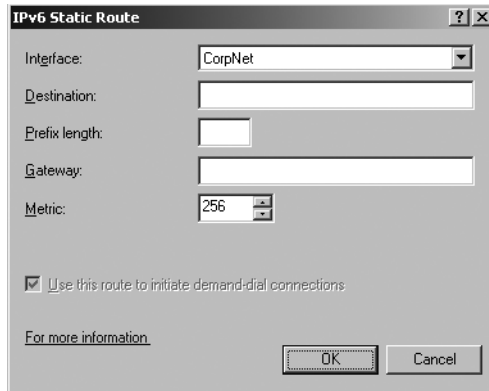 IPv6 Static Route
Interface: CorpNet
Destination:
Prefix length:
Gateway:
Metric: 256
Use this route to initiate demand-dial connections
For more information
OK Cancel